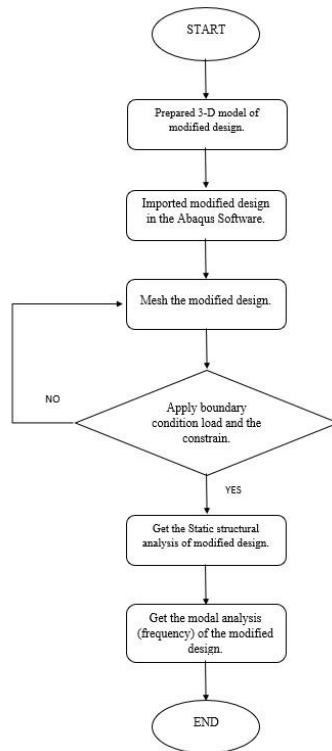 START
Prepared 3-D model of
modified design.
Imported modified design
in the Abaqus Software.
Mesh the modified design.
NO
Apply boundary
condition load and the
constrain.
YES
Get the Static structural
analysis of modified design.
Get the modal analysis
(frequency) of the modified
design.
END